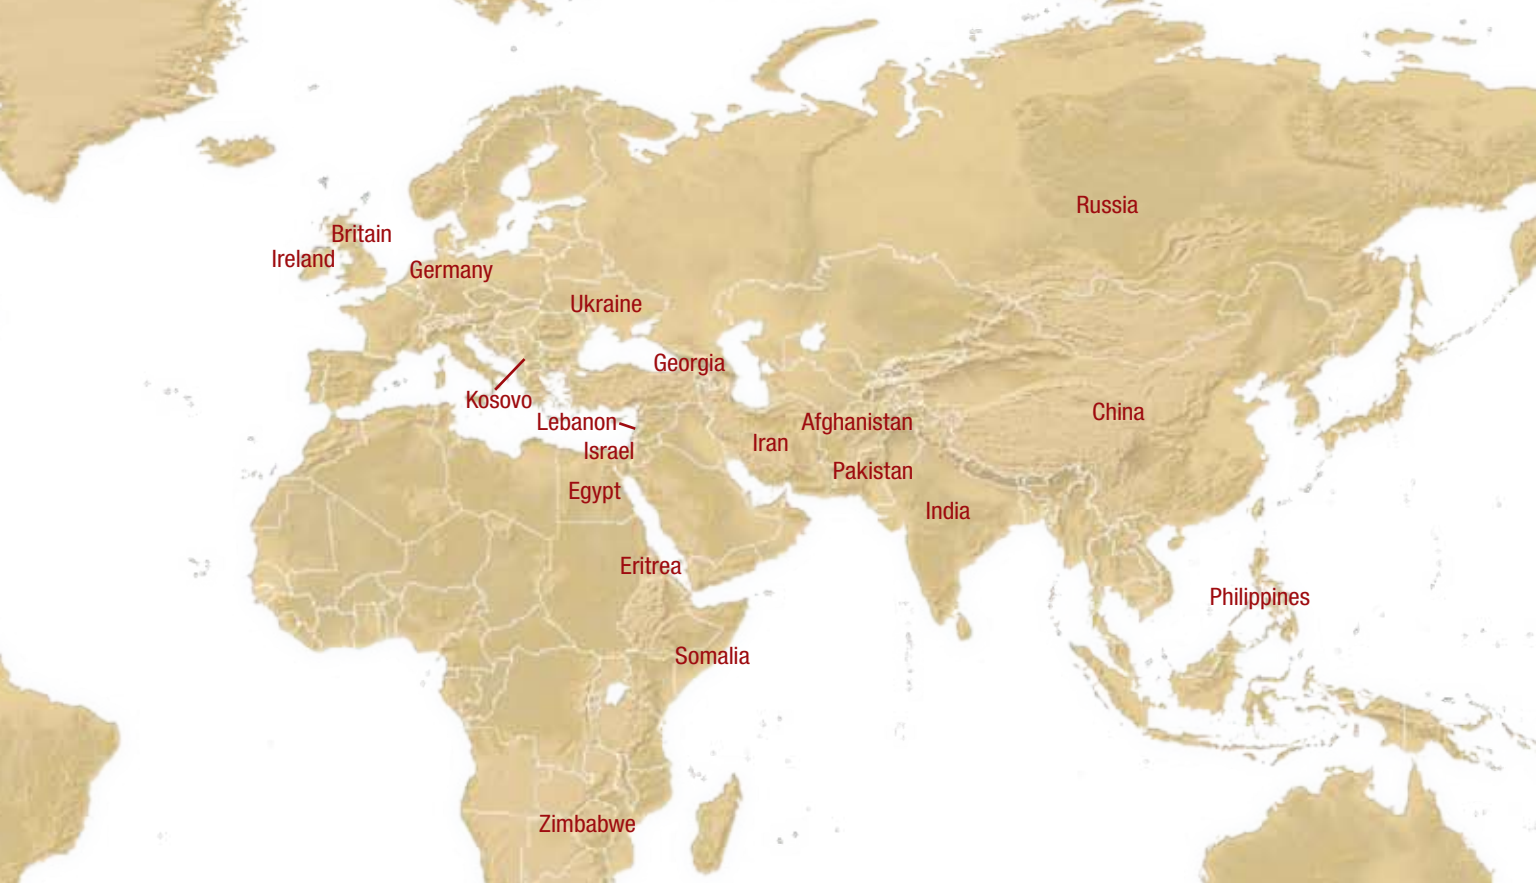 Russia
Britain
Ireland
Germany
Ukraine
Georgia
Kosovo
China
Lebanon
Afghanistan
Iran
Israel
Pakistan
Egypt
India
Eritrea
Philippines
Somalia
Zimbabwe